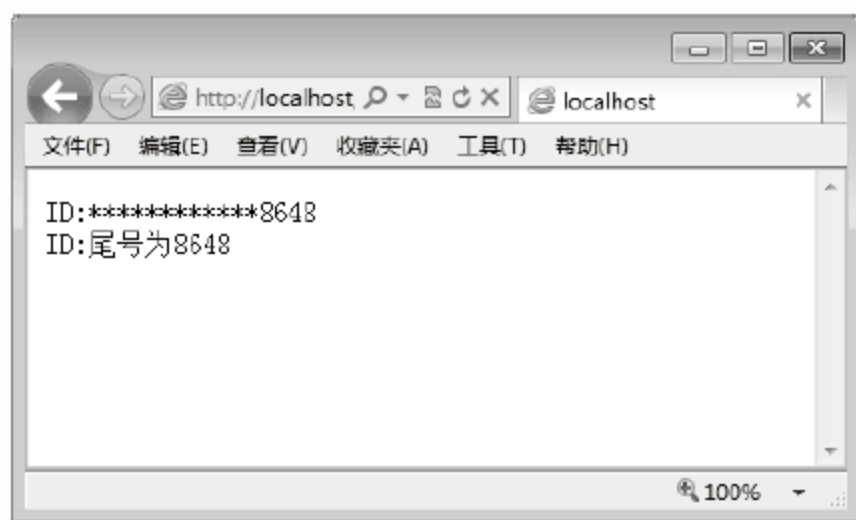 http://localhost
localhost
文件(F) 编辑(E) 查看(V) 收藏夹(A) 工具(T) 帮助(H)
ID:************8648
ID:尾号为8648
100%